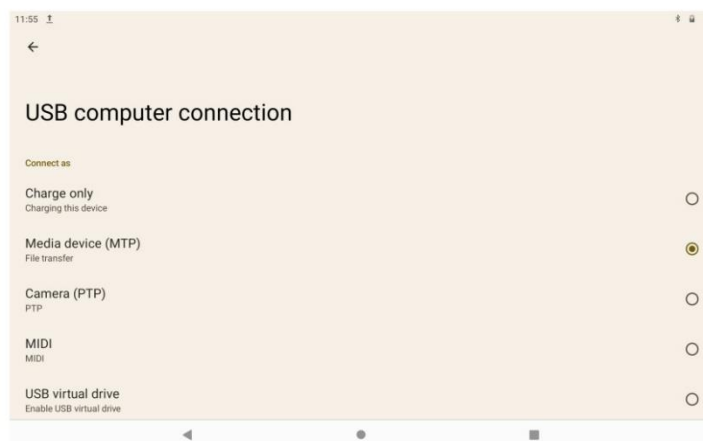 11:55
USB computer connection
Connect as
Charge only
Charging this device
Media device (MTP)
File transfer
Camera (PTP)
PTP
MIDI
MIDI
USB virtual drive
Enable USB virtual drive